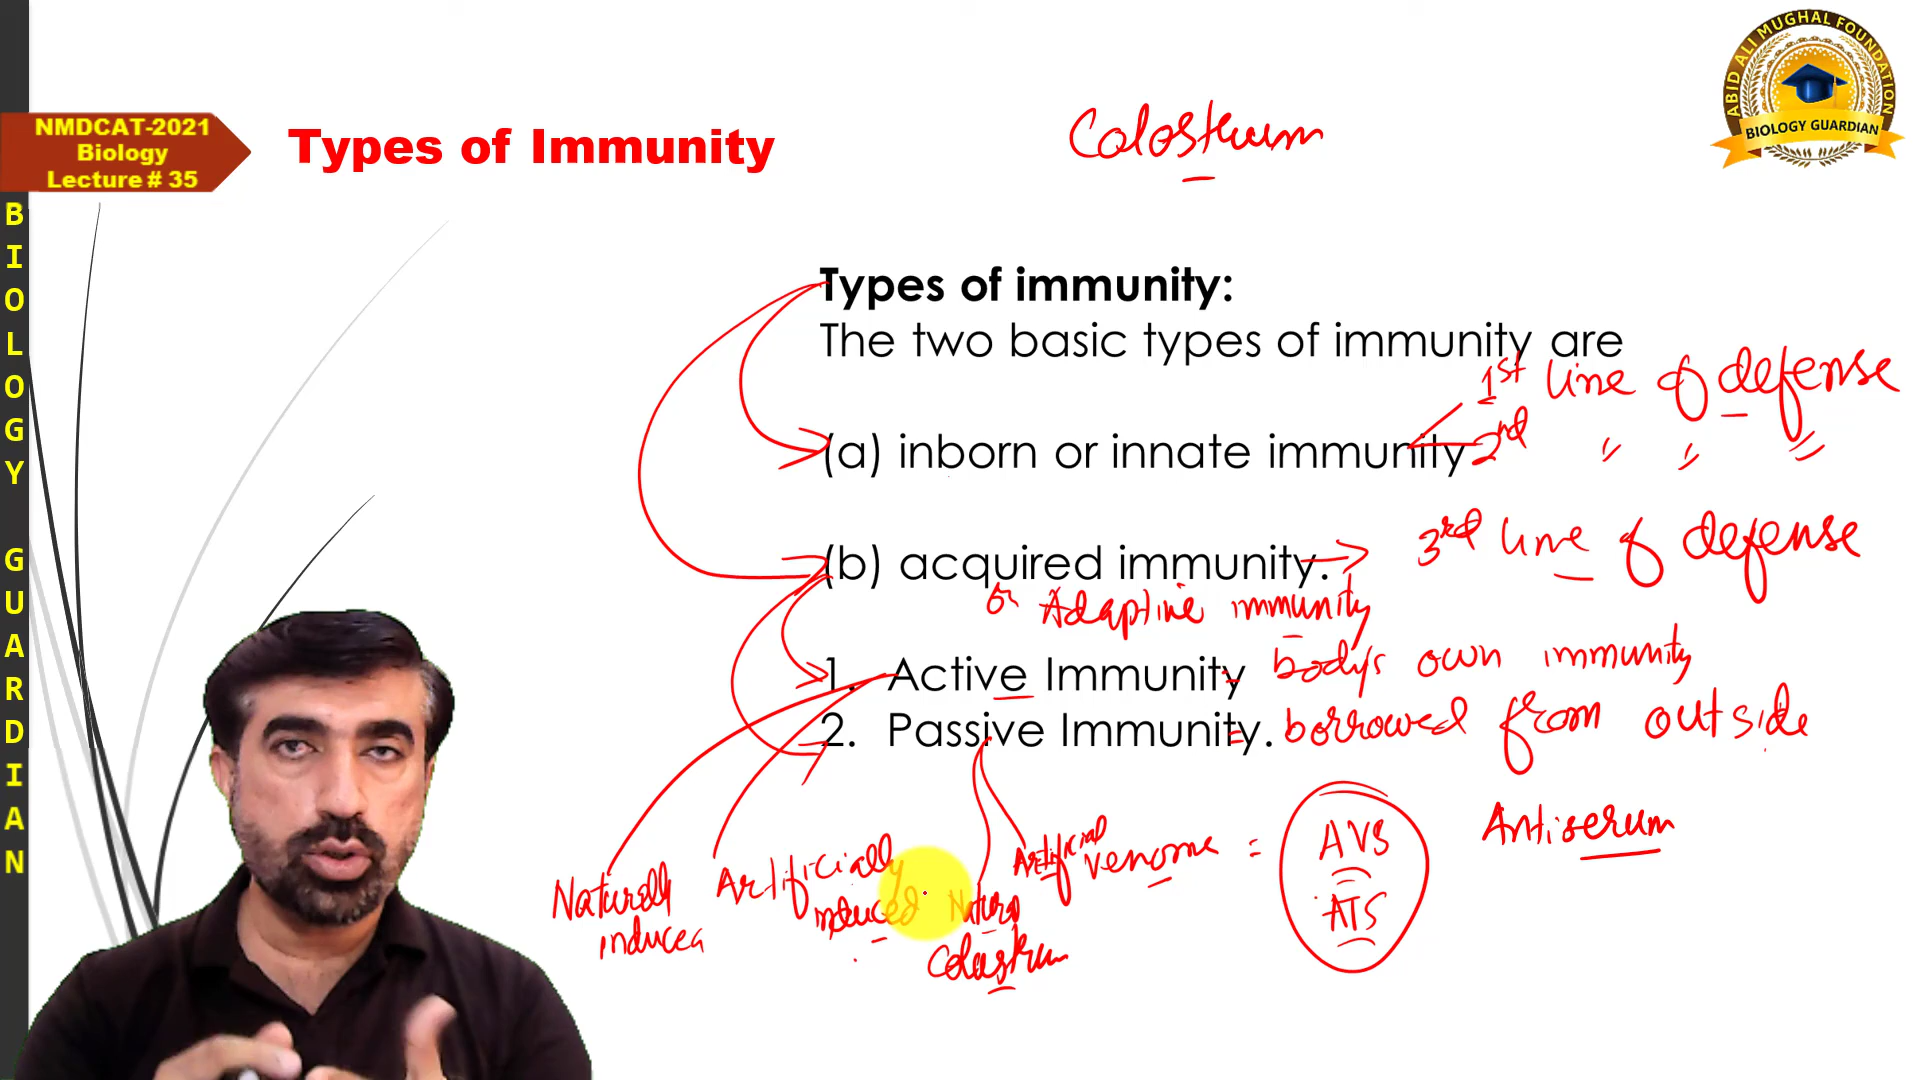 ABID ALI MUGHAL FOUNDATION
BIOLOGY GUARDIAN
NMDCAT-2021
Biology
Lecture # 35
Types of Immunity
Colostrum
BIOLOGY GUARDIAN
Types of immunity:
The two basic types of immunity are
1st line of defense
(a) inborn or innate immunity
2nd " " "
(b) acquired immunity.
3rd line of defense
or Adaptive immunity
1. Active Immunity = body's own immunity
2. Passive Immunity. = borrowed from outside
Naturally induced
Artificially induced
Natural
Colostrum
Artificial
venome =
AVS
ATS
Antiserum